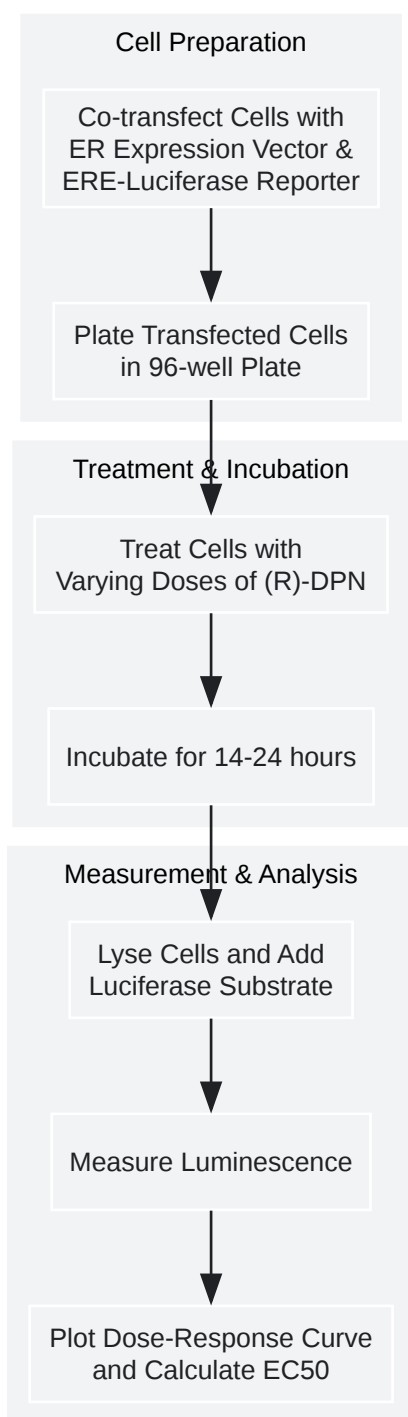 Cell Preparation
Co-transfect Cells with
ER Expression Vector &
ERE-Luciferase Reporter
Plate Transfected Cells
in 96-well Plate
Treatment & Incubation
Treat Cells with
Varying Doses of (R)-DPN
Incubate for 14-24 hours
Measurement & Analysis
Lyse Cells and Add
Luciferase Substrate
Measure Luminescence
Plot Dose-Response Curve
and Calculate EC50